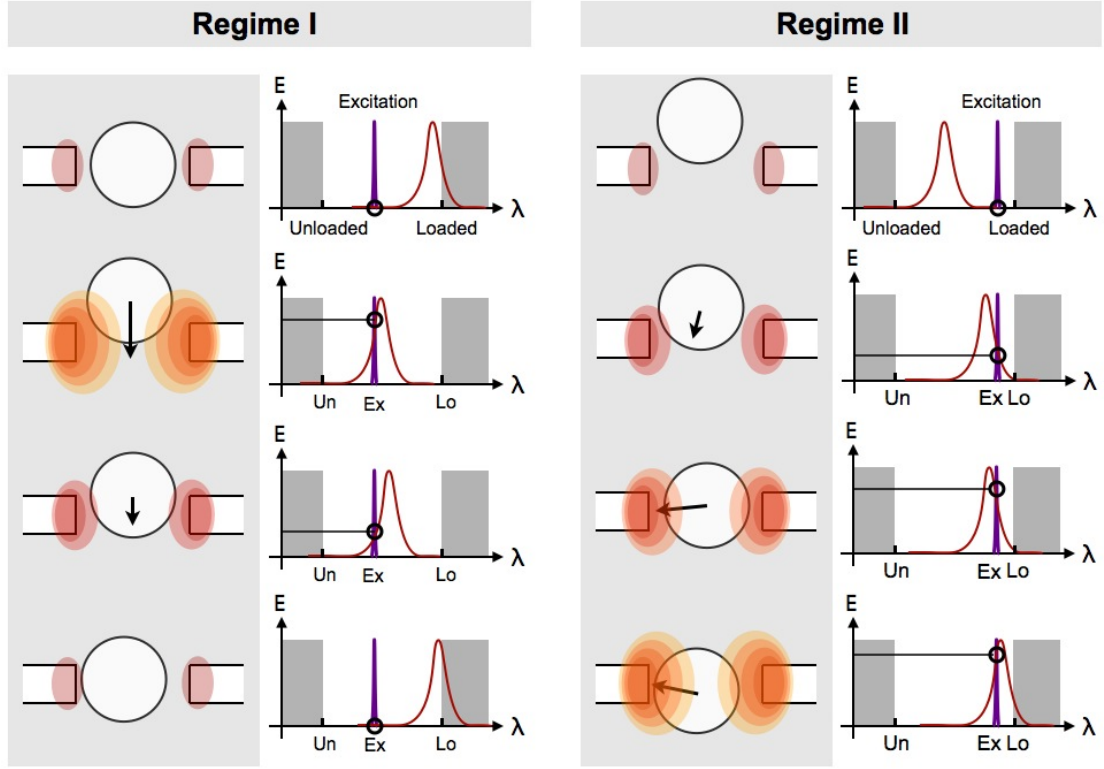 Regime I
Regime II
E
Excitation
λ
Unloaded
Loaded
E
λ
Un
Ex
Lo
E
λ
Un
Ex
Lo
E
λ
Un
Ex
Lo
E
Excitation
λ
Unloaded
Loaded
E
λ
Un
Ex Lo
E
λ
Un
Ex Lo
E
λ
Un
Ex Lo